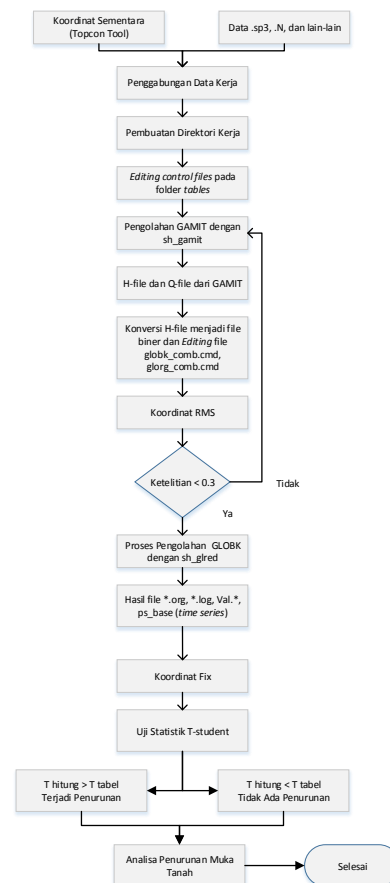 Koordinat Sementara
(Topcon Tool)
Data .sp3, .N, dan lain-lain
Penggabungan Data Kerja
Pembuatan Direktori Kerja
Editing control files pada
folder tables
Pengolahan GAMIT dengan
sh_gamit
H-file dan Q-file dari GAMIT
Konversi H-file menjadi file
biner dan Editing file
globk_comb.cmd,
glorg_comb.cmd
Koordinat RMS
Ketelitian < 0.3
Tidak
Ya
Proses Pengolahan GLOBK
dengan sh_glred
Hasil file *.org, *.log, Val.*,
ps_base (time series)
Koordinat Fix
Uji Statistik T-student
T hitung > T tabel
Terjadi Penurunan
T hitung < T tabel
Tidak Ada Penurunan
Analisa Penurunan Muka
Tanah
Selesai